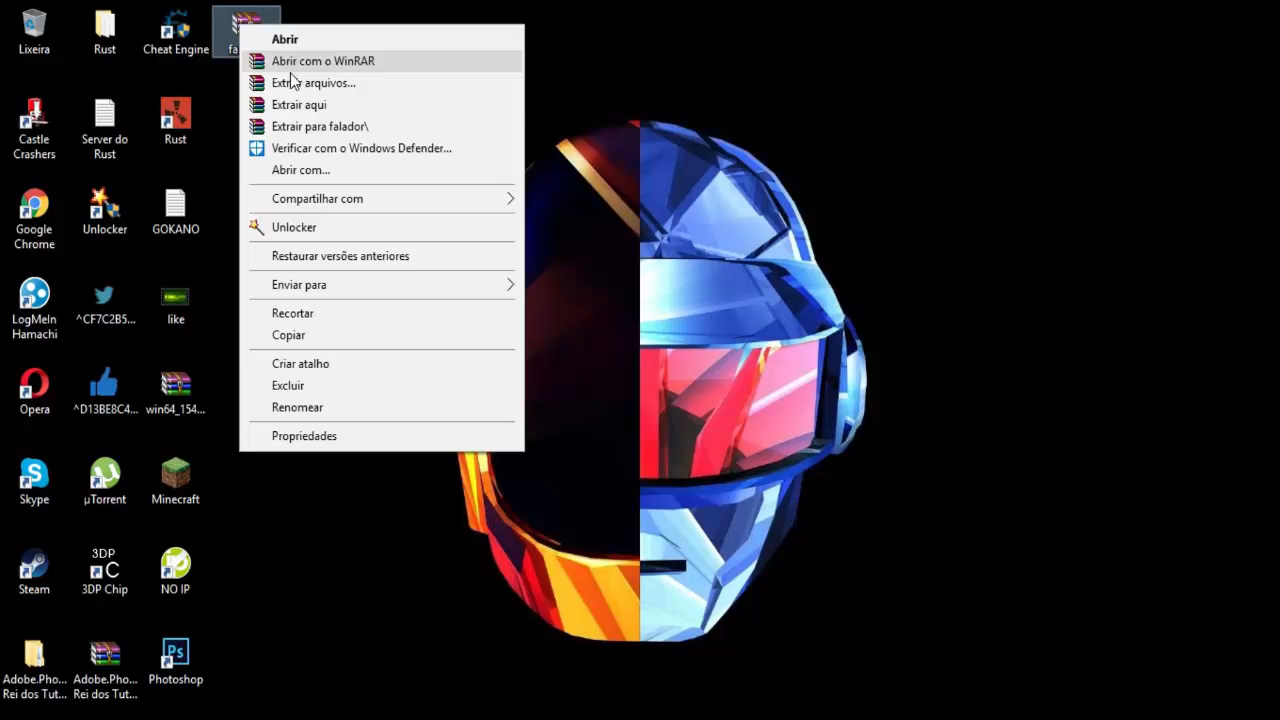 Lixeira
Rust
Cheat Engine
fa
Castle
Crashers
Server do
Rust
Rust
Google
Chrome
Unlocker
GOKANO
LogMeIn
Hamachi
^CF7C2B5...
like
Opera
^D13BE8C4...
win64_154...
Skype
µTorrent
Minecraft
Steam
3DP
C
3DP Chip
NO IP
Adobe.Pho...
Rei dos Tut...
Adobe.Pho...
Rei dos Tut...
Ps
Photoshop
Abrir
Abrir com o WinRAR
Extrair arquivos...
Extrair aqui
Extrair para falador\
Verificar com o Windows Defender...
Abrir com...
Compartilhar com
Unlocker
Restaurar versões anteriores
Enviar para
Recortar
Copiar
Criar atalho
Excluir
Renomear
Propriedades